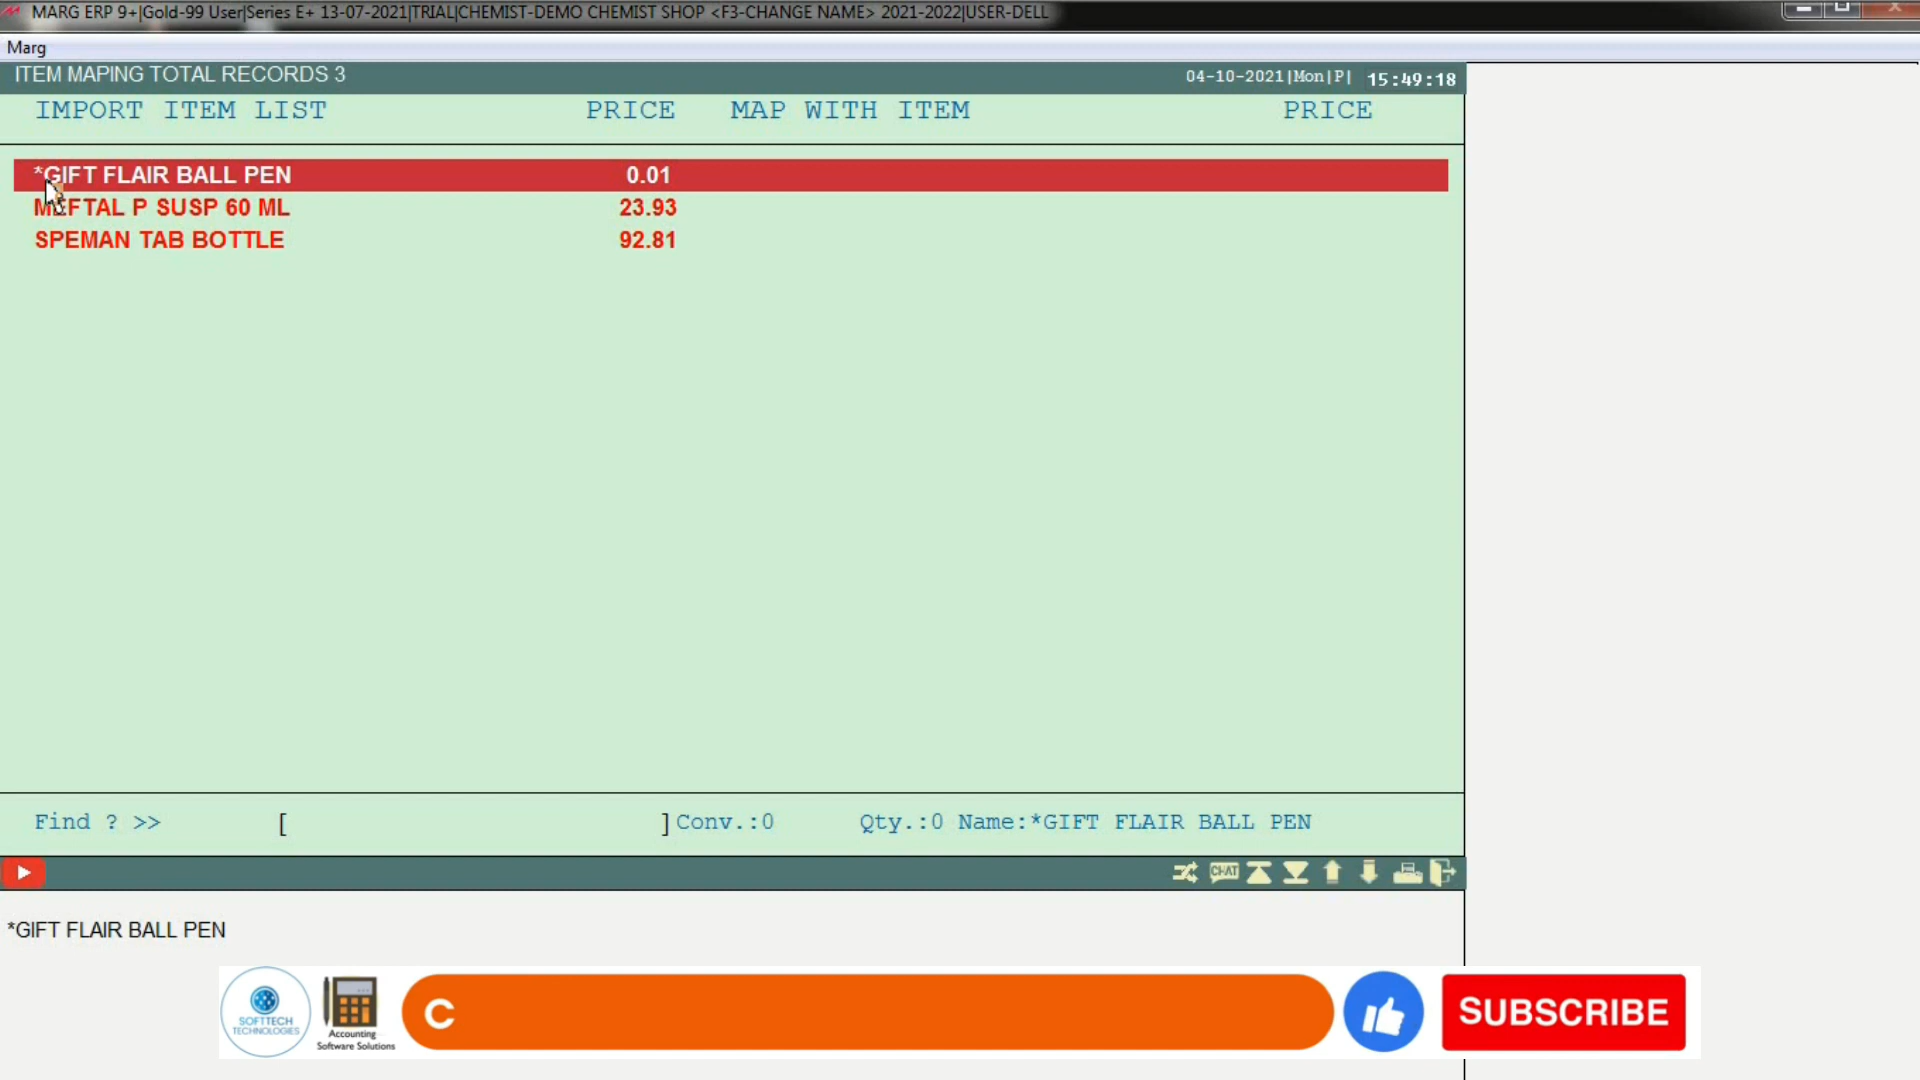 MARG ERP 9+|Gold-99 User|Series E+ 13-07-2021|TRIAL|CHEMIST-DEMO CHEMIST SHOP <F3-CHANGE NAME> 2021-2022|USER-DELL
Marg
ITEM MAPING TOTAL RECORDS 3 04-10-2021|Mon|P| 15:49:18
IMPORT ITEM LIST PRICE MAP WITH ITEM PRICE
*GIFT FLAIR BALL PEN 0.01
MEFTAL P SUSP 60 ML 23.93
SPEMAN TAB BOTTLE 92.81
Find ? >> [ ]Conv.:0 Qty.:0 Name:*GIFT FLAIR BALL PEN
CHAT
*GIFT FLAIR BALL PEN
SOFTTECH
TECHNOLOGIES
Accounting
Software Solutions
C
SUBSCRIBE